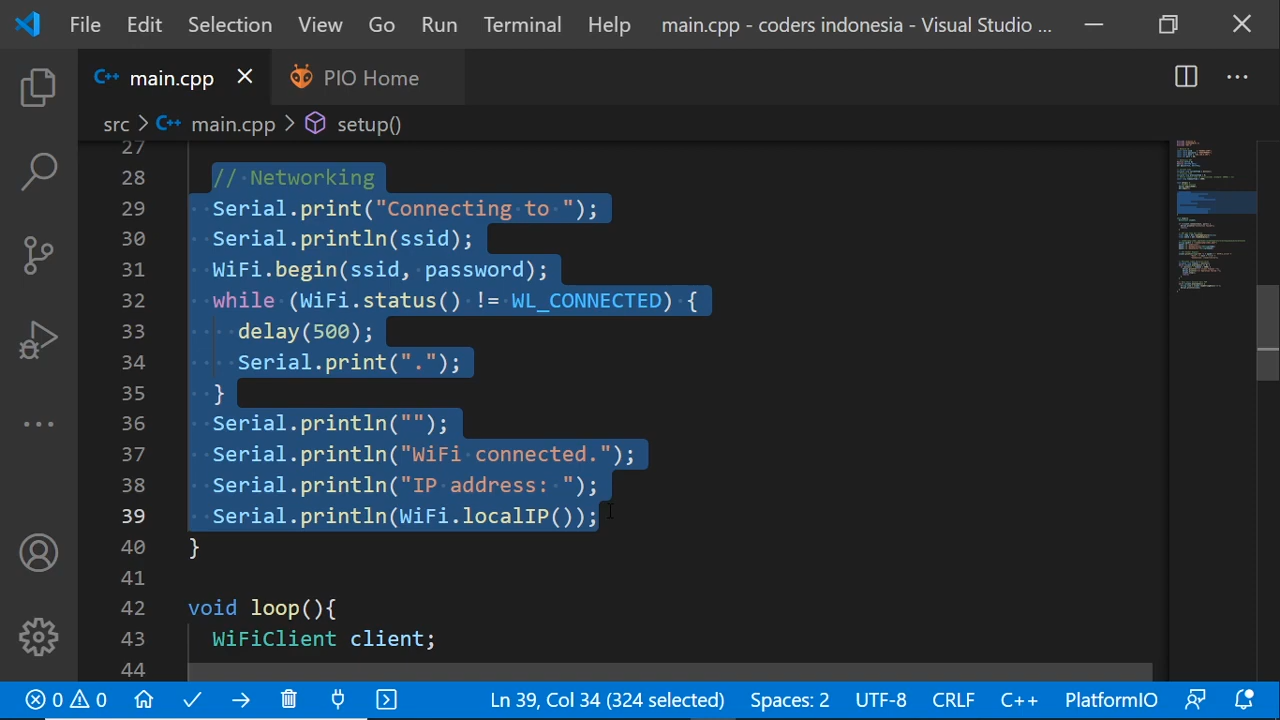 File Edit Selection View Go Run Terminal Help main.cpp - coders indonesia - Visual Studio ...
C++ main.cpp PIO Home
src > C++ main.cpp > setup()
27
28 // Networking
29 Serial.print("Connecting to ");
30 Serial.println(ssid);
31 WiFi.begin(ssid, password);
32 while (WiFi.status() != WL_CONNECTED) {
33 delay(500);
34 Serial.print(".");
35 }
36 Serial.println("");
37 Serial.println("WiFi connected.");
38 Serial.println("IP address: ");
39 Serial.println(WiFi.localIP());
40 }
41
42 void loop(){
43 WiFiClient client;
44
0 0 Ln 39, Col 34 (324 selected) Spaces: 2 UTF-8 CRLF C++ PlatformIO